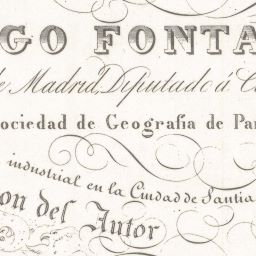 GO FONTA
de Madrid, Diputado á C
ociedad de Geografia de Par
industrial en la Ciudad de Santia
on del Autor